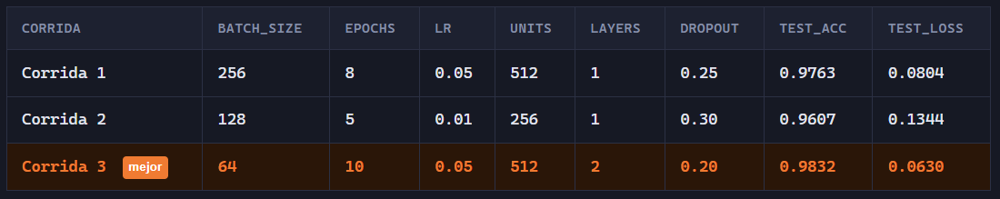 CORRIDA BATCH_SIZE EPOCHS LR UNITS LAYERS DROPOUT TEST_ACC TEST_LOSS
Corrida 1 256 8 0.05 512 1 0.25 0.9763 0.0804
Corrida 2 128 5 0.01 256 1 0.30 0.9607 0.1344
Corrida 3 mejor 64 10 0.05 512 2 0.20 0.9832 0.0630